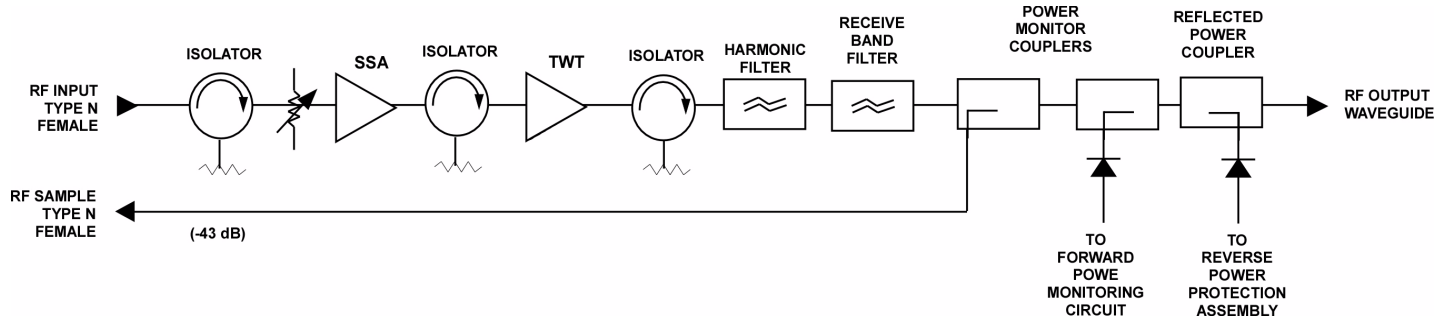 RF INPUT
TYPE N
FEMALE
ISOLATOR
SSA
ISOLATOR
TWT
ISOLATOR
HARMONIC
FILTER
RECEIVE
BAND
FILTER
POWER
MONITOR
COUPLERS
REFLECTED
POWER
COUPLER
RF OUTPUT
WAVEGUIDE
RF SAMPLE
TYPE N
FEMALE
(-43 dB)
TO
FORWARD
POWE
MONITORING
CIRCUIT
TO
REVERSE
POWER
PROTECTION
ASSEMBLY